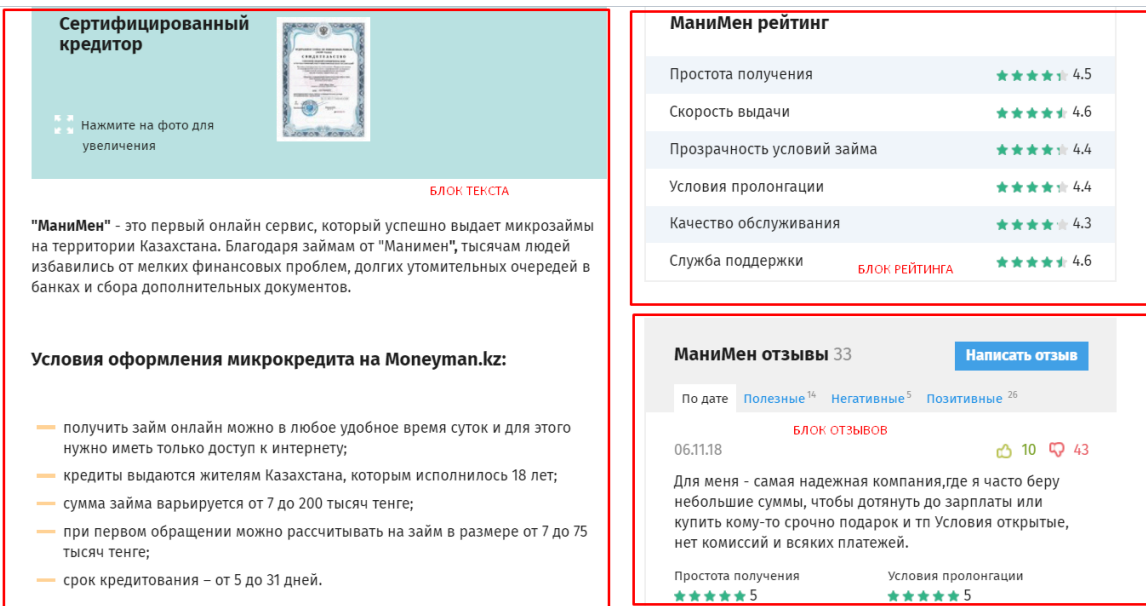 Сертифицированный
кредитор
Нажмите на фото для
увеличения
БЛОК ТЕКСТА
"МаниМен" - это первый онлайн сервис, который успешно выдает микрозаймы
на территории Казахстана. Благодаря займам от "Манимен", тысячам людей
избавились от мелких финансовых проблем, долгих утомительных очередей в
банках и сбора дополнительных документов.
Условия оформления микрокредита на Moneyman.kz:
получить займ онлайн можно в любое удобное время суток и для этого
нужно иметь только доступ к интернету;
кредиты выдаются жителям Казахстана, которым исполнилось 18 лет;
сумма займа варьируется от 7 до 200 тысяч тенге;
при первом обращении можно рассчитывать на займ в размере от 7 до 75
тысяч тенге;
срок кредитования – от 5 до 31 дней.
МаниМен рейтинг
Простота получения 4.5
Скорость выдачи 4.6
Прозрачность условий займа 4.4
Условия пролонгации 4.4
Качество обслуживания 4.3
Служба поддержки 4.6
БЛОК РЕЙТИНГА
МаниМен отзывы 33 Написать отзыв
По дате Полезные 14 Негативные 5 Позитивные 26
БЛОК ОТЗЫВОВ
06.11.18 10 43
Для меня - самая надежная компания,где я часто беру
небольшие суммы, чтобы дотянуть до зарплаты или
купить кому-то срочно подарок и тп Условия открытые,
нет комиссий и всяких платежей.
Простота получения Условия пролонгации
5 5